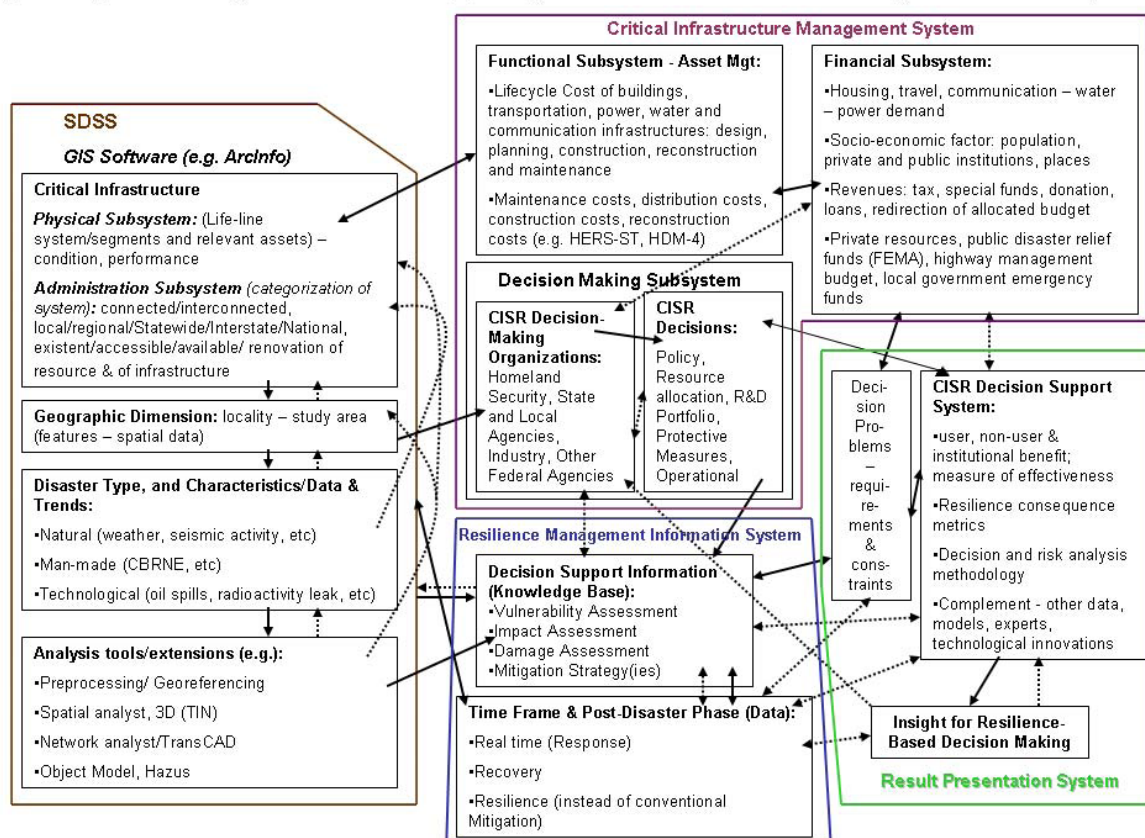 Critical Infrastructure Management System
SDSS
GIS Software (e.g. ArcInfo)
Critical Infrastructure
Physical Subsystem: (Life-line
system/segments and relevant assets) –
condition, performance
Administration Subsystem (categorization of
system): connected/interconnected,
local/regional/Statewide/Interstate/National,
existent/accessible/available/ renovation of
resource & of infrastructure
Geographic Dimension: locality – study area
(features – spatial data)
Disaster Type, and Characteristics/Data &
Trends:
▪Natural (weather, seismic activity, etc)
▪Man-made (CBRNE, etc)
▪Technological (oil spills, radioactivity leak, etc)
Analysis tools/extensions (e.g.):
▪Preprocessing/ Georeferencing
▪Spatial analyst, 3D (TIN)
▪Network analyst/TransCAD
▪Object Model, Hazus
Functional Subsystem - Asset Mgt:
▪Lifecycle Cost of buildings,
transportation, power, water and
communication infrastructures: design,
planning, construction, reconstruction
and maintenance
▪Maintenance costs, distribution costs,
construction costs, reconstruction
costs (e.g. HERS-ST, HDM-4)
Financial Subsystem:
▪Housing, travel, communication – water
– power demand
▪Socio-economic factor: population,
private and public institutions, places
▪Revenues: tax, special funds, donation,
loans, redirection of allocated budget
▪Private resources, public disaster relief
funds (FEMA), highway management
budget, local government emergency
funds
Decision Making Subsystem
CISR Decision-
Making
Organizations:
Homeland
Security, State
and Local
Agencies,
Industry, Other
Federal Agencies
CISR
Decisions:
Policy,
Resource
allocation, R&D
Portfolio,
Protective
Measures,
Operational
Resilience Management Information System
Decision Support Information
(Knowledge Base):
▪Vulnerability Assessment
▪Impact Assessment
▪Damage Assessment
▪Mitigation Strategy(ies)
Time Frame & Post-Disaster Phase (Data):
▪Real time (Response)
▪Recovery
▪Resilience (instead of conventional
Mitigation)
Deci-
sion
Pro-
blems
–
requi-
re-
ments
&
cons-
traints
CISR Decision Support
System:
▪user, non-user &
institutional benefit;
measure of effectiveness
▪Resilience consequence
metrics
▪Decision and risk analysis
methodology
▪Complement - other data,
models, experts,
technological innovations
Insight for Resilience-
Based Decision Making
Result Presentation System